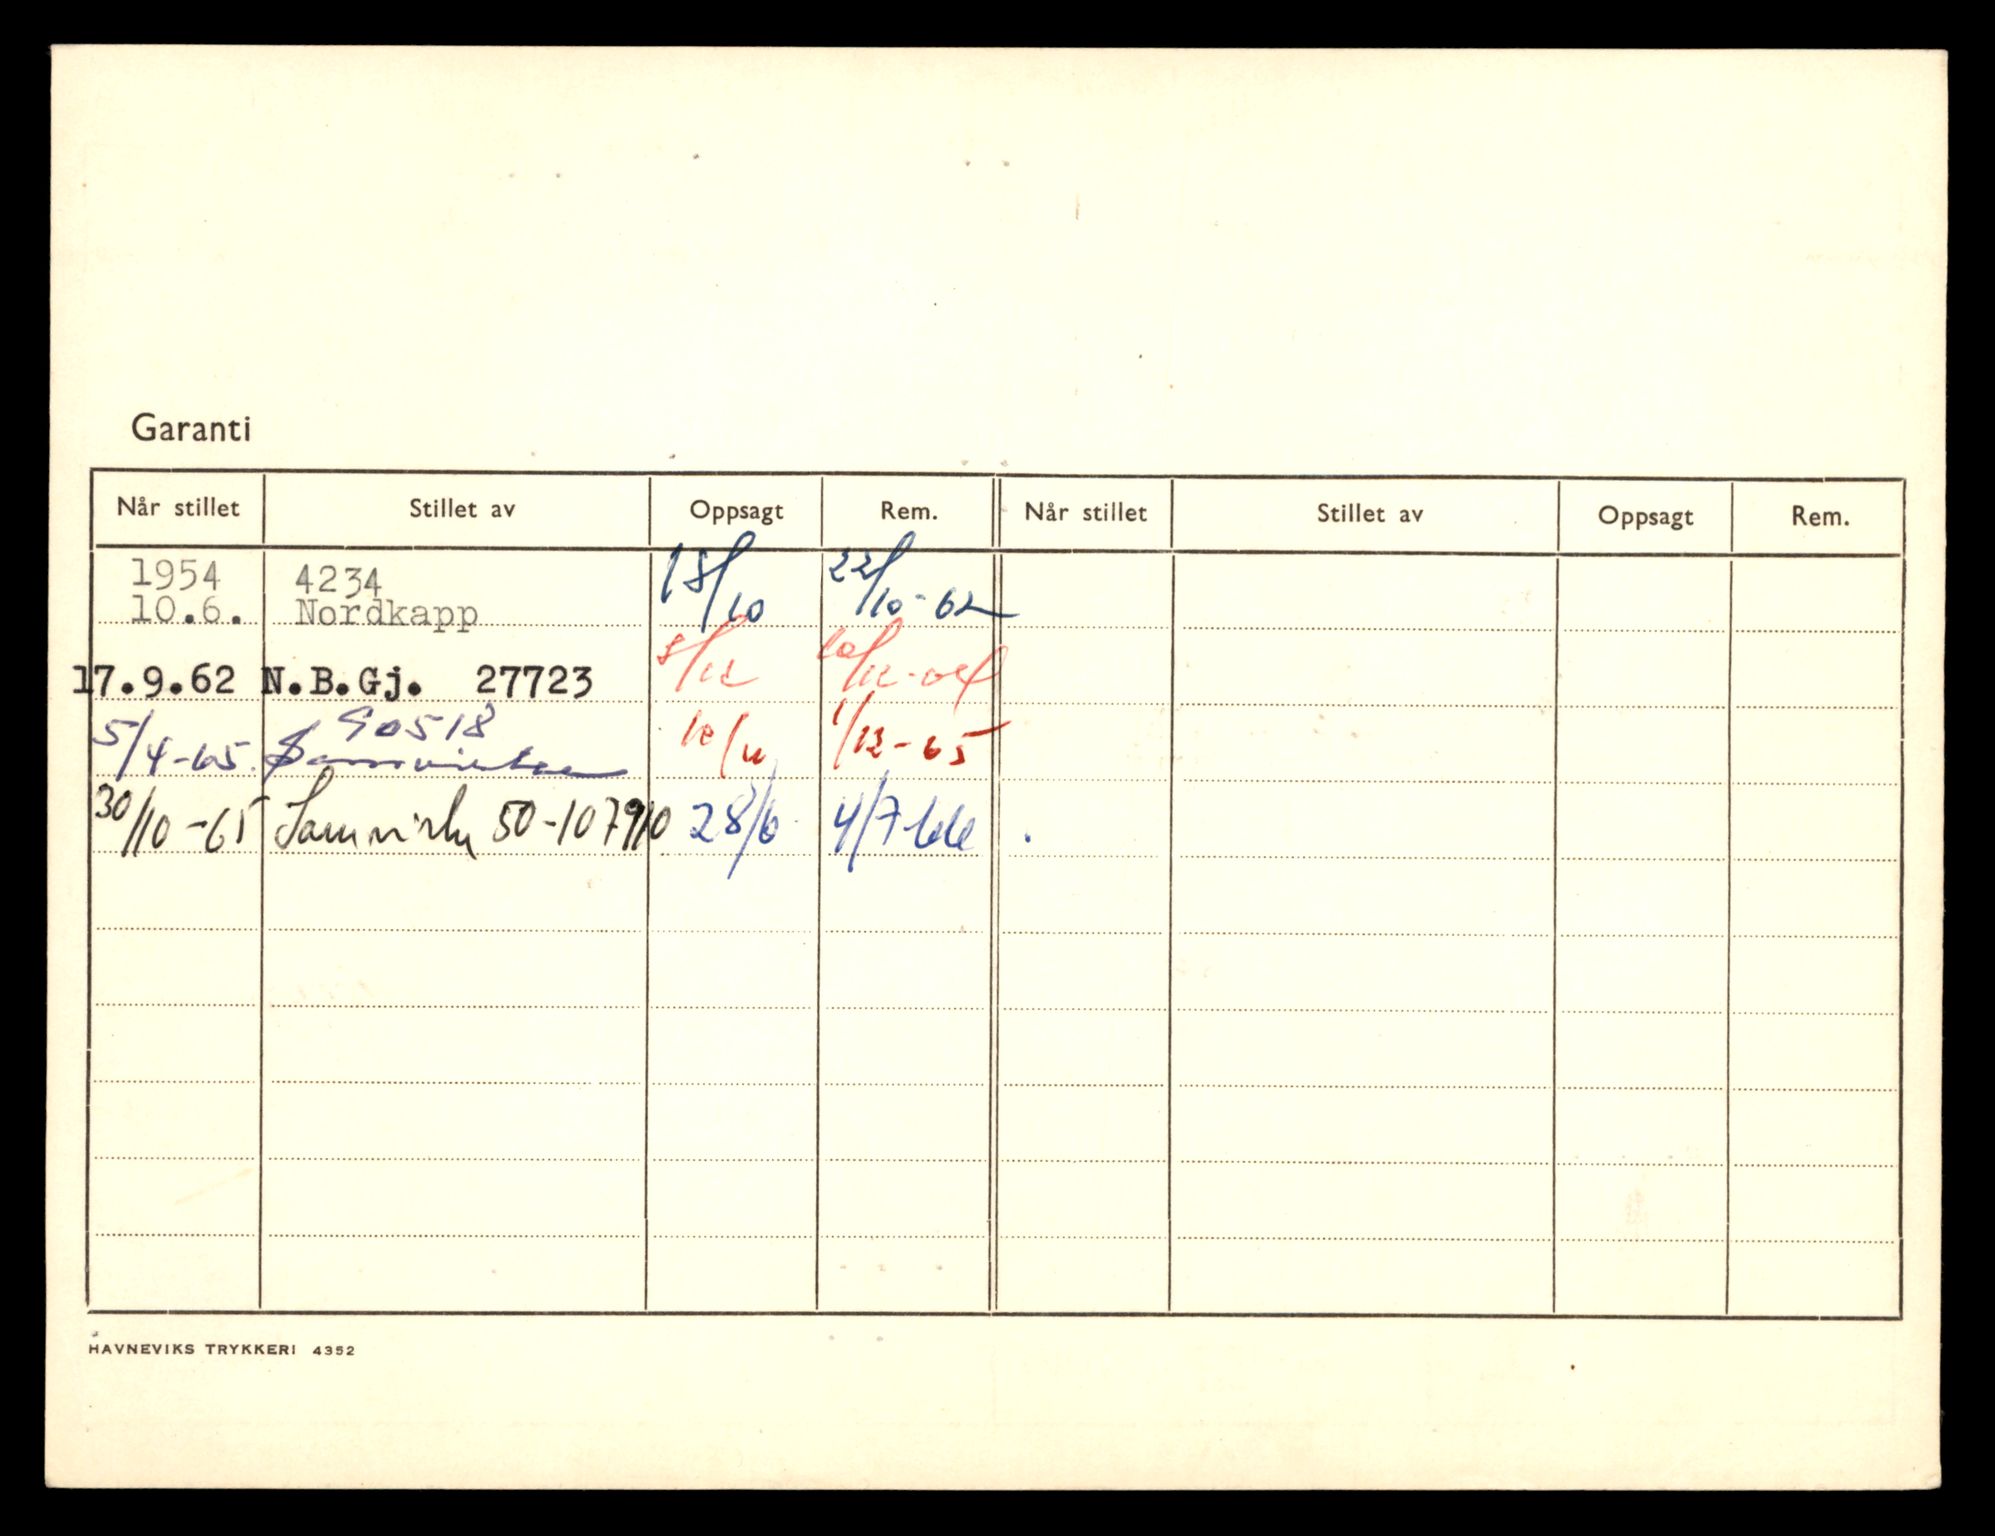 Garanti
Når stillet Stillet av Oppsagt Rem. Når stillet Stillet av Oppsagt Rem.
1954 4234 18/10 22/10-62
10.6. Nordkapp
17.9.62 N.B.Gj. 27723
90518
5/4-65 1/12-65
30/10-65 Samvirke 50-107910 28/6 4/7-66
HAVNEVIKS TRYKKERI 4352